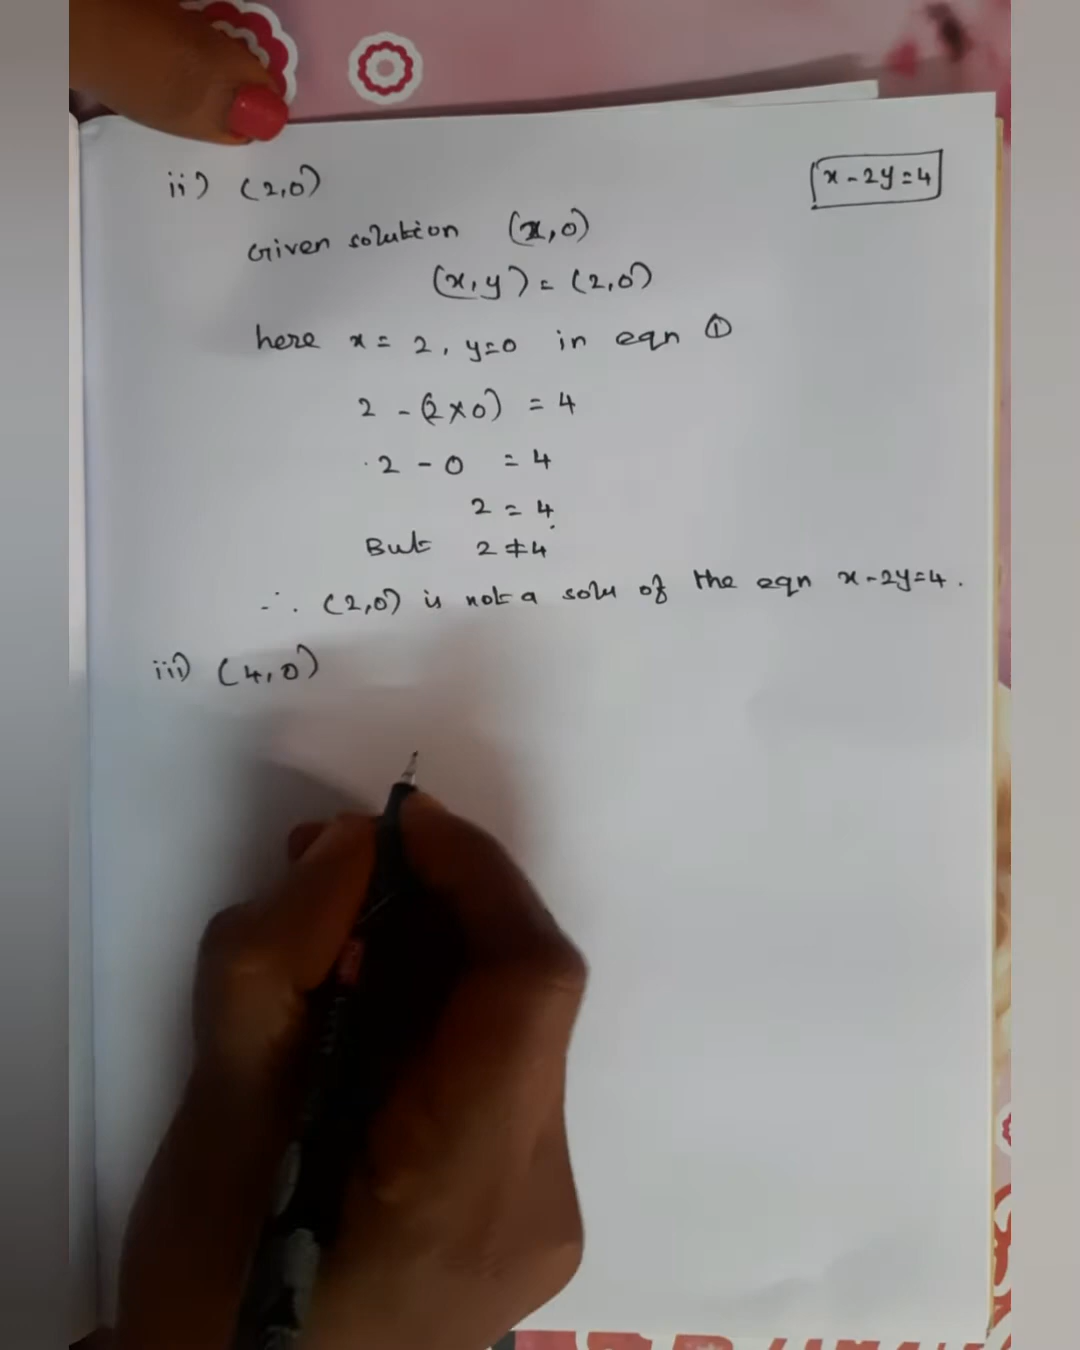 ii) (2,0)
x - 2y = 4
Given solution (x,0)
(x,y) = (2,0)
here x = 2, y=0 in eqn ①
2 - (2×0) = 4
2 - 0 = 4
2 = 4
But 2 ≠ 4
∴ (2,0) is not a solu of the eqn x-2y=4.
iii) (4,0)